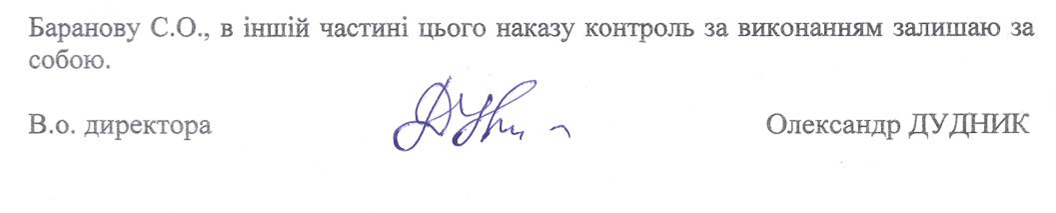 Баранову С.О., в іншій частині цього наказу контроль за виконанням залишаю за
собою.
В.о. директора Олександр ДУДНИК